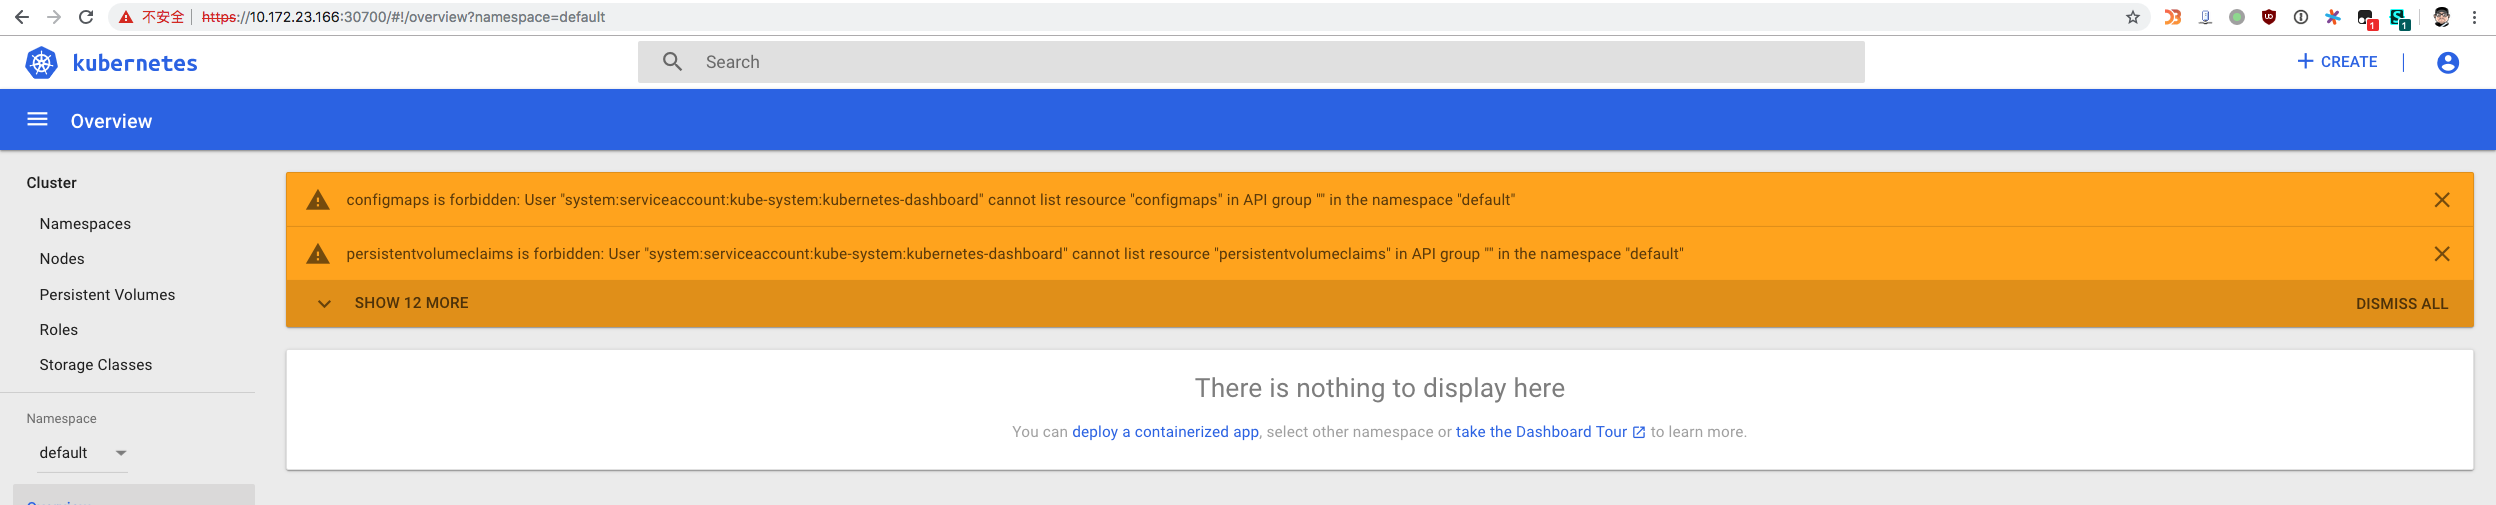 不安全 https://10.172.23.166:30700/#!/overview?namespace=default
1 1
kubernetes Search CREATE
Overview
Cluster
Namespaces
Nodes
Persistent Volumes
Roles
Storage Classes
Namespace
default
configmaps is forbidden: User "system:serviceaccount:kube-system:kubernetes-dashboard" cannot list resource "configmaps" in API group "" in the namespace "default"
persistentvolumeclaims is forbidden: User "system:serviceaccount:kube-system:kubernetes-dashboard" cannot list resource "persistentvolumeclaims" in API group "" in the namespace "default"
SHOW 12 MORE DISMISS ALL
There is nothing to display here
You can deploy a containerized app, select other namespace or take the Dashboard Tour to learn more.